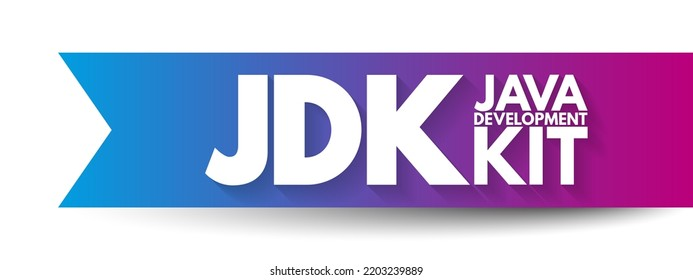 JDK
JAVA
DEVELOPMENT
KIT
shutterstock.com · 2203239889